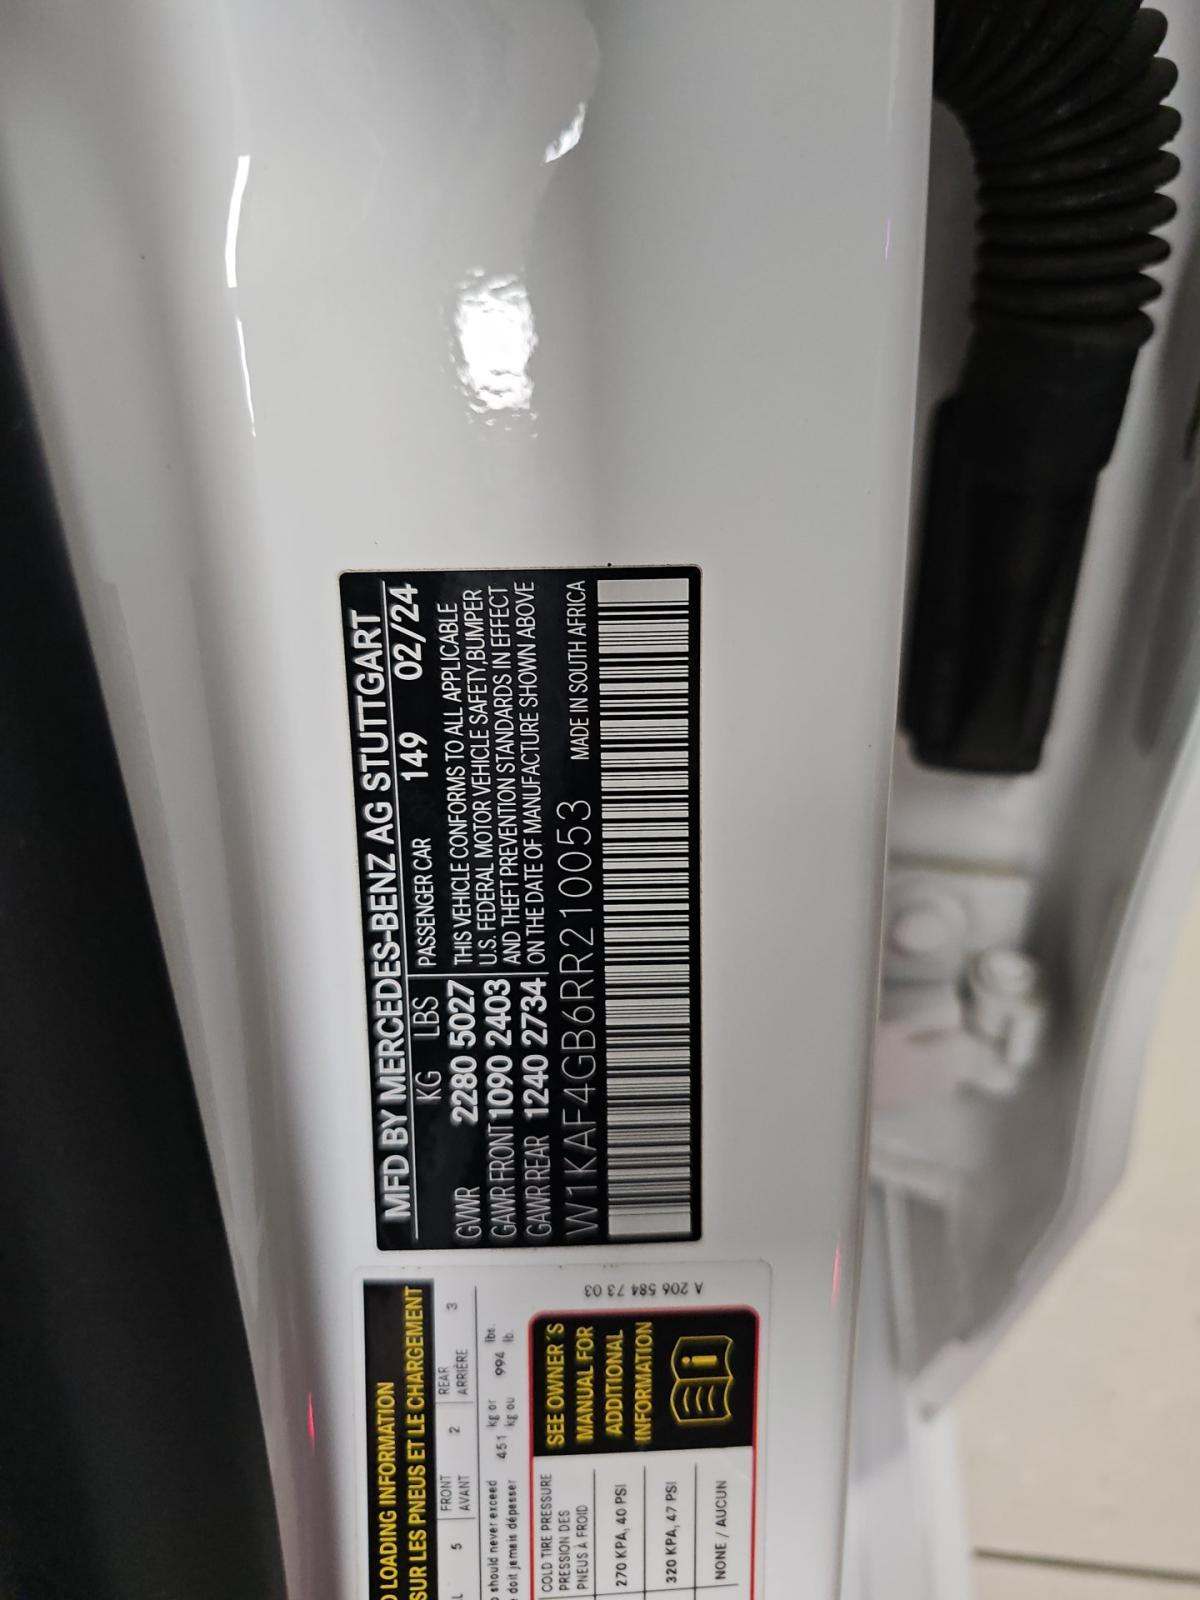 MFD BY MERCEDES-BENZ AG STUTTGART
KG LBS PASSENGER CAR 149 02/24
GVWR 2280 5027 THIS VEHICLE CONFORMS TO ALL APPLICABLE
GAWR FRONT 1090 2403 U.S. FEDERAL MOTOR VEHICLE SAFETY,BUMPER
GAWR REAR 1240 2734 AND THEFT PREVENTION STANDARDS IN EFFECT
ON THE DATE OF MANUFACTURE SHOWN ABOVE
W1KAF4GB6RR210053 MADE IN SOUTH AFRICA
LOADING INFORMATION
SUR LES PNEUS ET LE CHARGEMENT
5 FRONT 2 REAR 3
AVANT ARRIÈRE
should never exceed 451 kg or 994 lbs.
doit jamais dépasser kg ou lb
COLD TIRE PRESSURE
PRESSION DES
PNEUS À FROID
270 KPA, 40 PSI
320 KPA, 47 PSI
NONE / AUCUN
SEE OWNER´S
MANUAL FOR
ADDITIONAL
INFORMATION
A 206 584 73 03